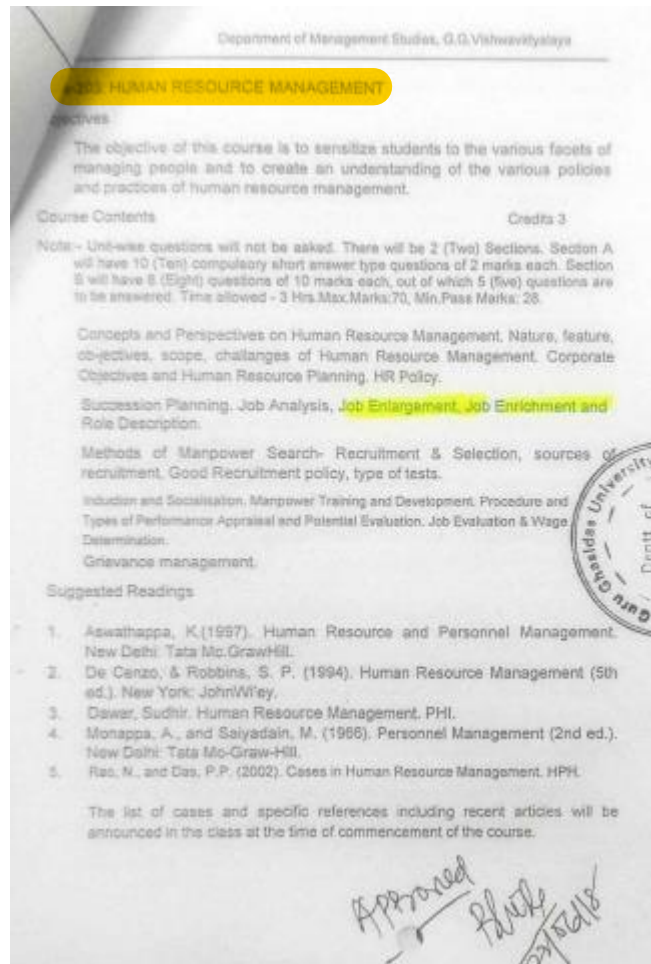 Department of Management Studies, G.G.Vishwavidyalaya
203: HUMAN RESOURCE MANAGEMENT
The objective of this course is to sensitize students to the various facets of
managing people and to create an understanding of the various policies
and practices of human resource management.
Course Contents Credits 3
Note:- Unit-wise questions will not be asked. There will be 2 (Two) Sections. Section A
will have 10 (Ten) compulsory short answer type questions of 2 marks each. Section
B will have 8 (Eight) questions of 10 marks each, out of which 5 (five) questions are
to be answered. Time allowed - 3 Hrs.Max.Marks:70, Min.Pass Marks: 28.
Concepts and Perspectives on Human Resource Management. Nature, feature,
objectives, scope, challanges of Human Resource Management. Corporate
Objectives and Human Resource Planning. HR Policy.
Succession Planning. Job Analysis, Job Enlargement, Job Enrichment and
Role Description.
Methods of Manpower Search- Recruitment & Selection, sources of
recruitment, Good Recruitment policy, type of tests.
Induction and Socialisation. Manpower Training and Development. Procedure and
Types of Performance Appraisal and Potential Evaluation. Job Evaluation & Wage
Determination.
Grievance management.
Suggested Readings
1. Aswathappa, K.(1997). Human Resource and Personnel Management.
New Delhi: Tata Mc.GrawHill.
2. De Cenzo, & Robbins, S. P. (1994). Human Resource Management (5th
ed.). New York: JohnWiley.
3. Dawar, Sudhir. Human Resource Management. PHI.
4. Monappa, A., and Saiyadain, M. (1966). Personnel Management (2nd ed.).
New Delhi: Tata Mc-Graw-Hill.
5. Rao, N., and Das, P.P. (2002). Cases in Human Resource Management. HPH.
The list of cases and specific references including recent articles will be
announced in the class at the time of commencement of the course.
Guru Ghasidas University
Deptt of
Approved